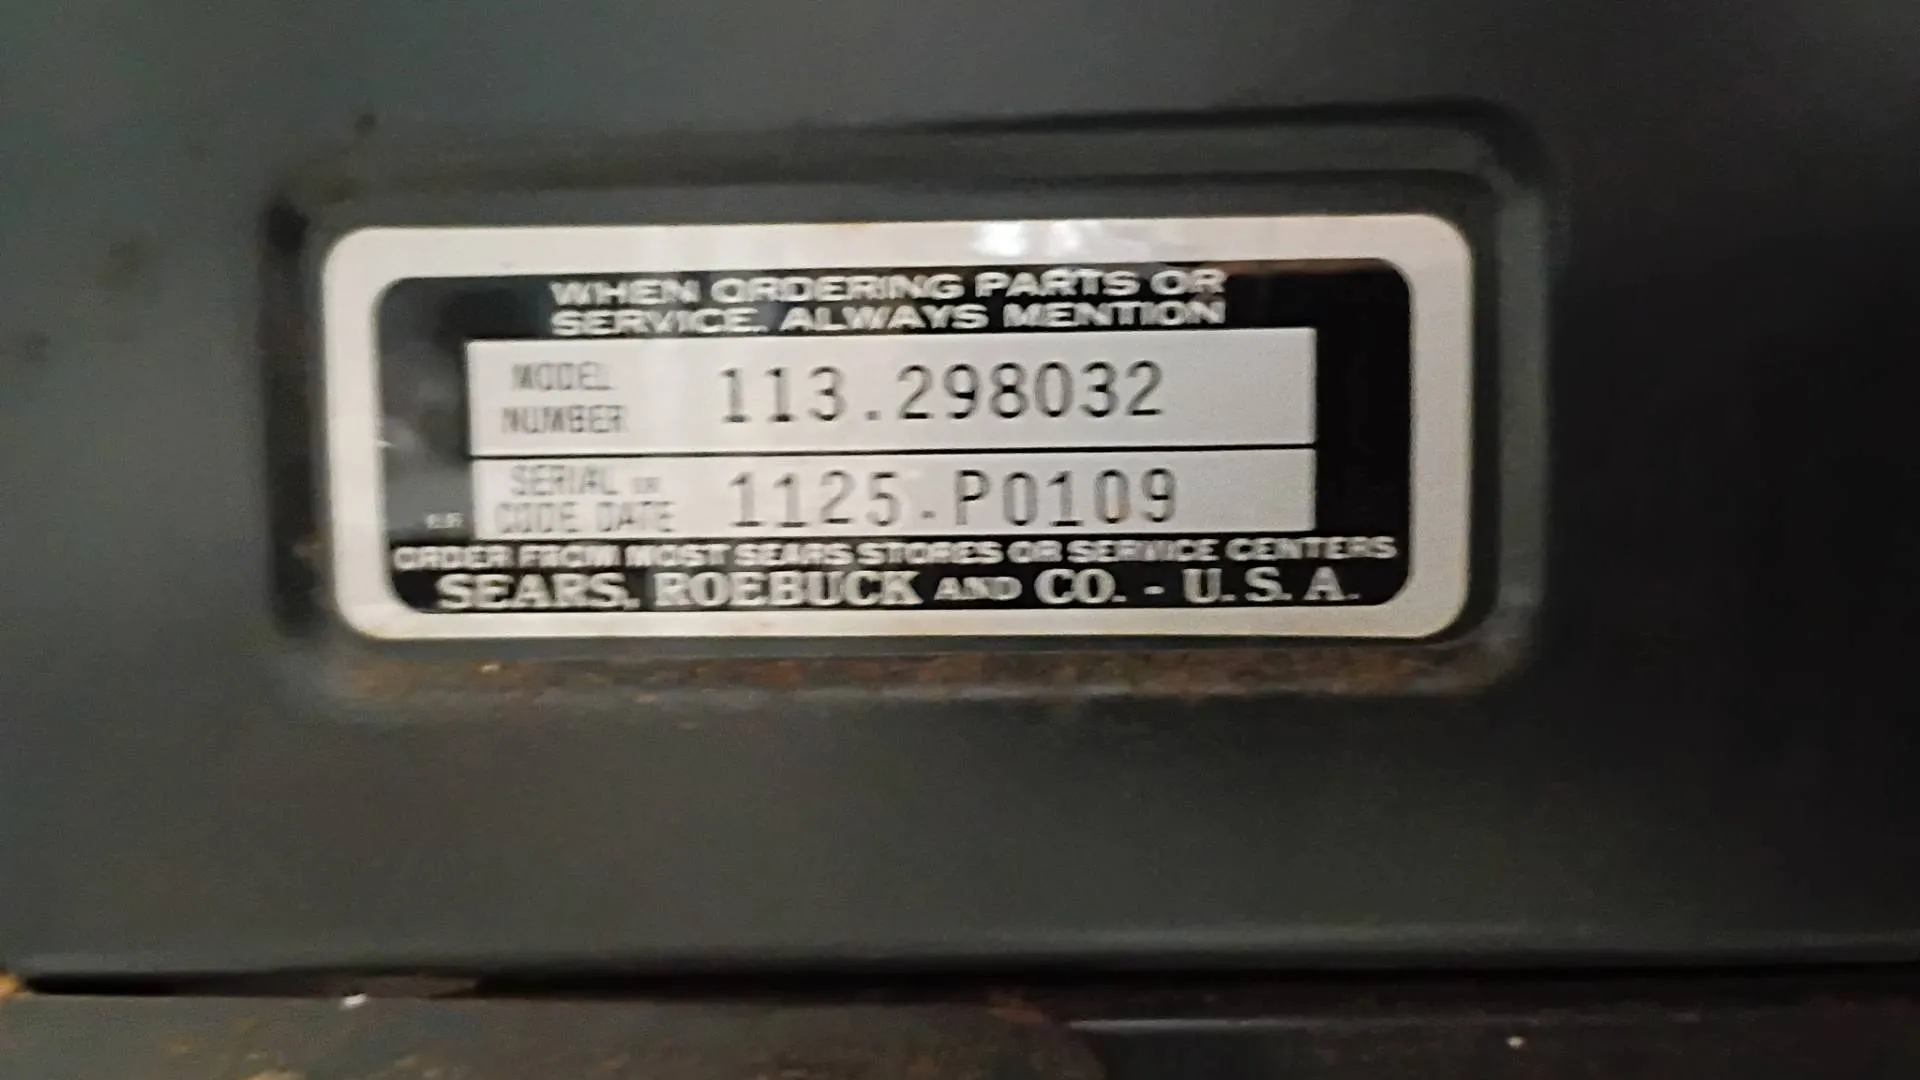 WHEN ORDERING PARTS OR
SERVICE, ALWAYS MENTION
MODEL
NUMBER
113.298032
SERIAL OR
CODE DATE
1125.P0109
ORDER FROM MOST SEARS STORES OR SERVICE CENTERS
SEARS, ROEBUCK AND CO. - U.S.A.